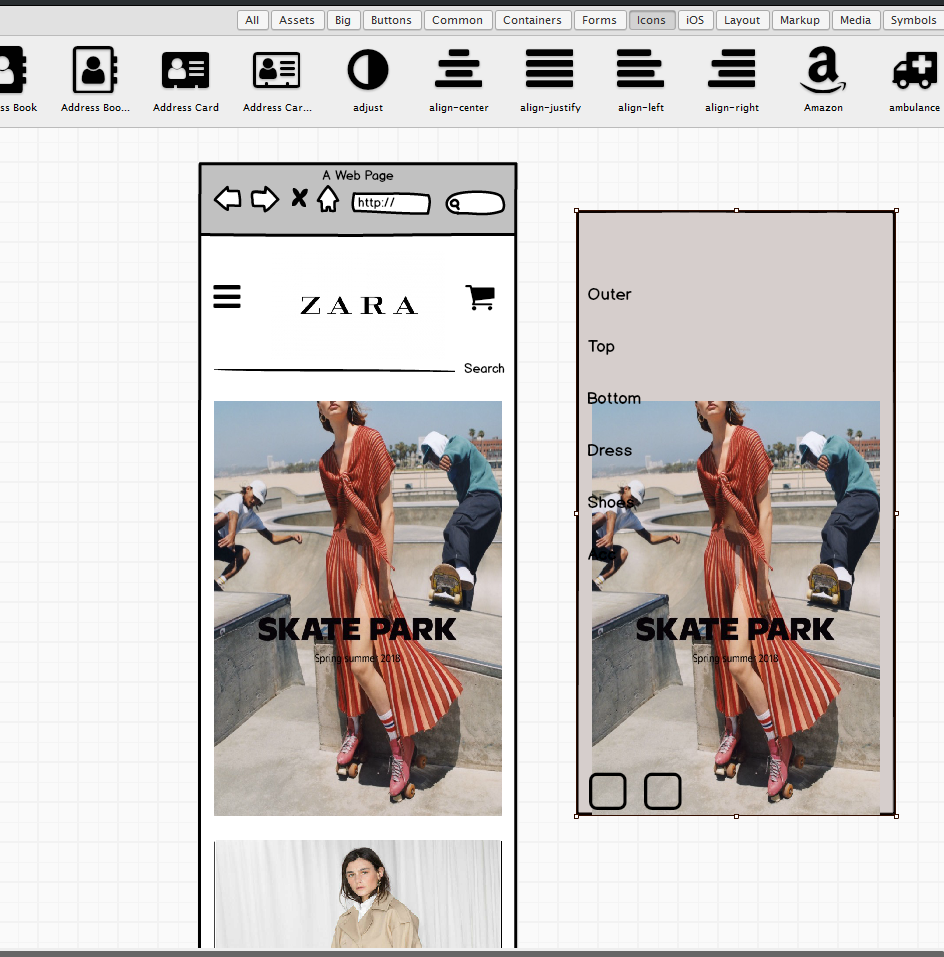 All Assets Big Buttons Common Containers Forms Icons iOS Layout Markup Media Symbols
ss Book Address Boo... Address Card Address Car... adjust align-center align-justify align-left align-right Amazon ambulance
A Web Page
http://
ZARA
Search
SKATE PARK
Spring summer 2018
Outer
Top
Bottom
Dress
Shoes
Acc
SKATE PARK
Spring summer 2018